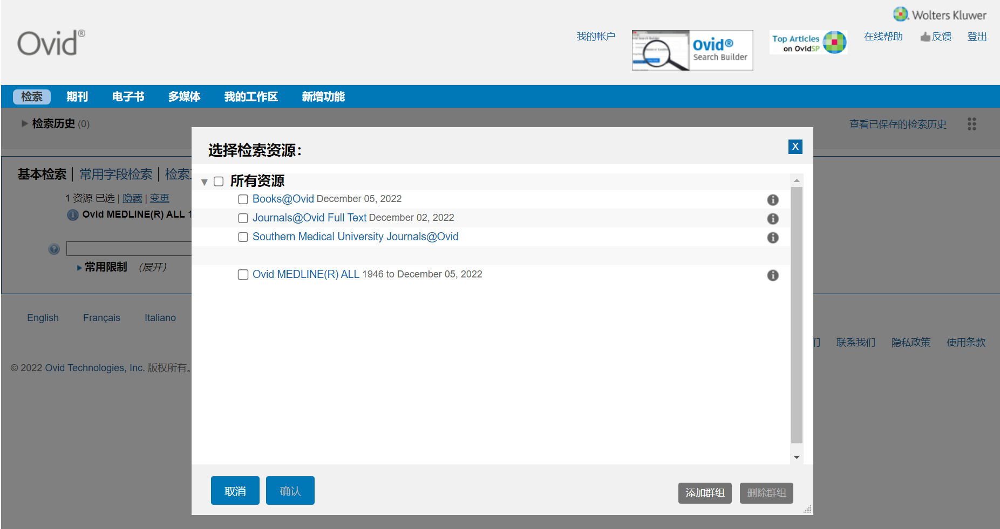 Wolters Kluwer
Ovid®
我的帐户
Ovid®
Search Builder
Top Articles
on OvidSP
在线帮助
反馈
登出
检索
期刊
电子书
多媒体
我的工作区
新增功能
检索历史 (0)
查看已保存的检索历史
选择检索资源：
X
基本检索
常用字段检索
检索
1 资源 已选 | 隐藏 | 变更
Ovid MEDLINE(R) ALL 1
常用限制 (展开)
所有资源
Books@Ovid December 05, 2022
Journals@Ovid Full Text December 02, 2022
Southern Medical University Journals@Ovid
Ovid MEDLINE(R) ALL 1946 to December 05, 2022
English
Français
Italiano
们
联系我们
隐私政策
使用条款
© 2022 Ovid Technologies, Inc. 版权所有。
取消
确认
添加群组
删除群组